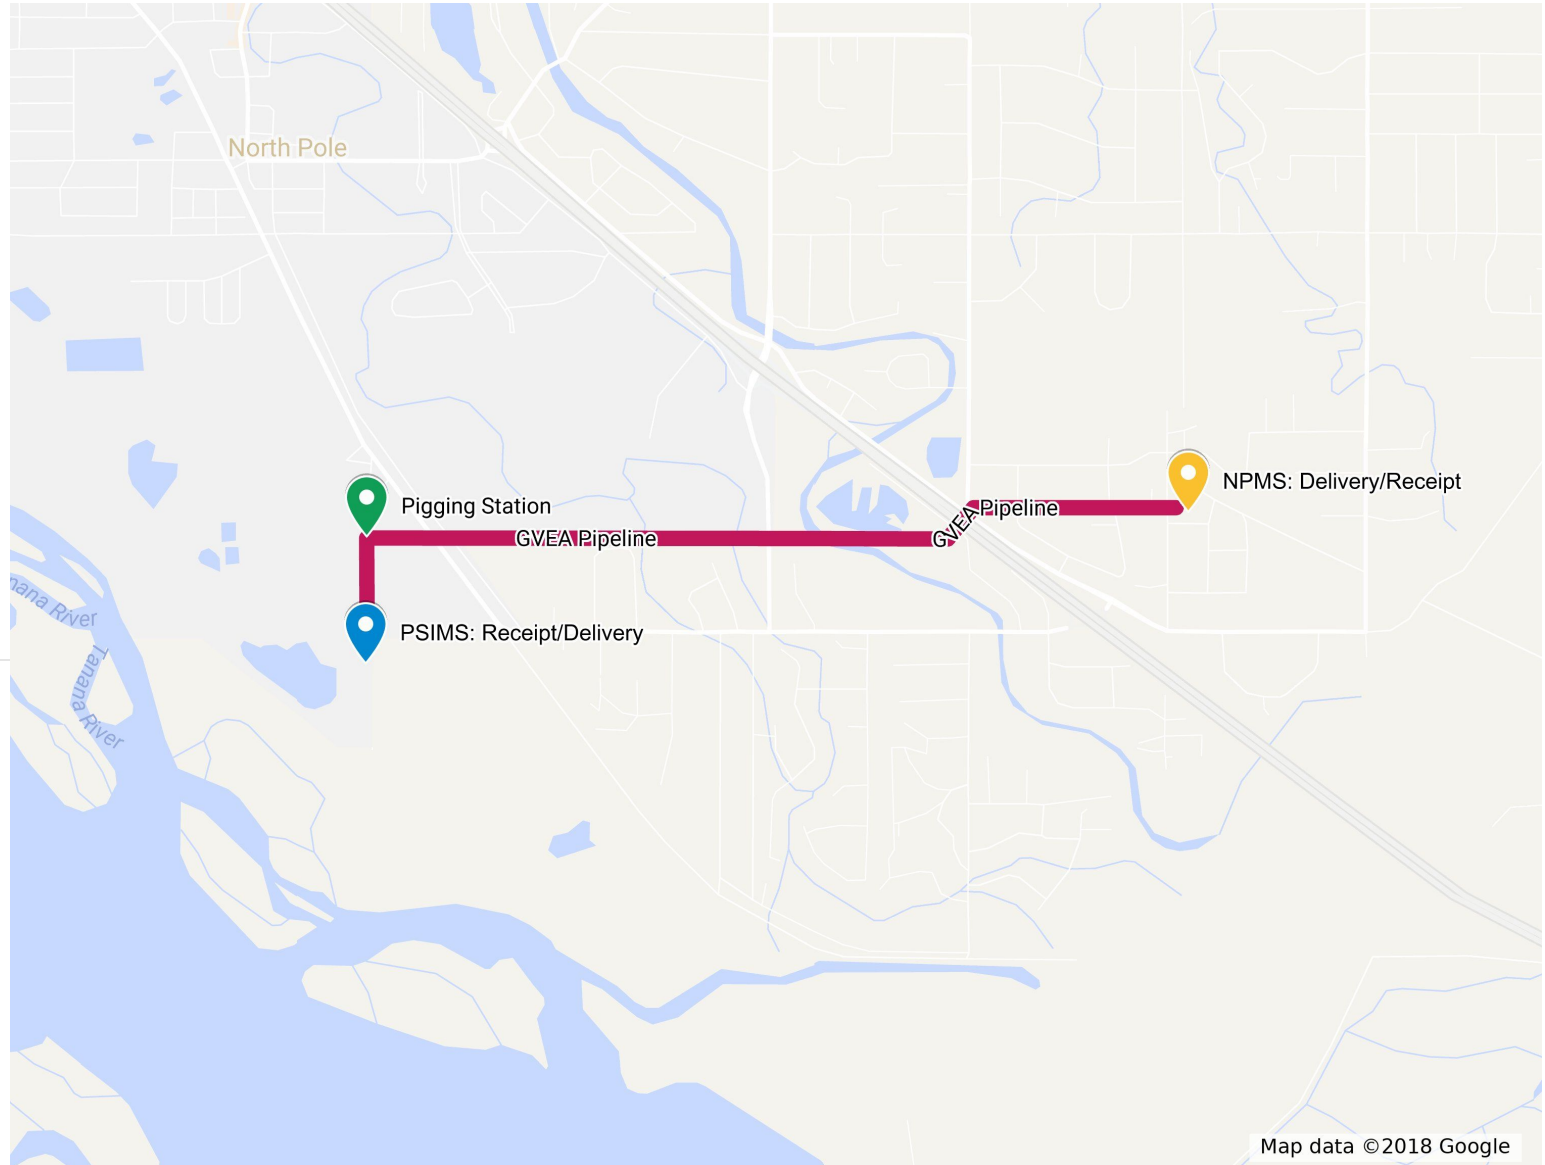 North Pole
NPMS: Delivery/Receipt
Pigging Station
GVEA Pipeline
GVEA Pipeline
nana River
PSIMS: Receipt/Delivery
Tanana River
Map data ©2018 Google